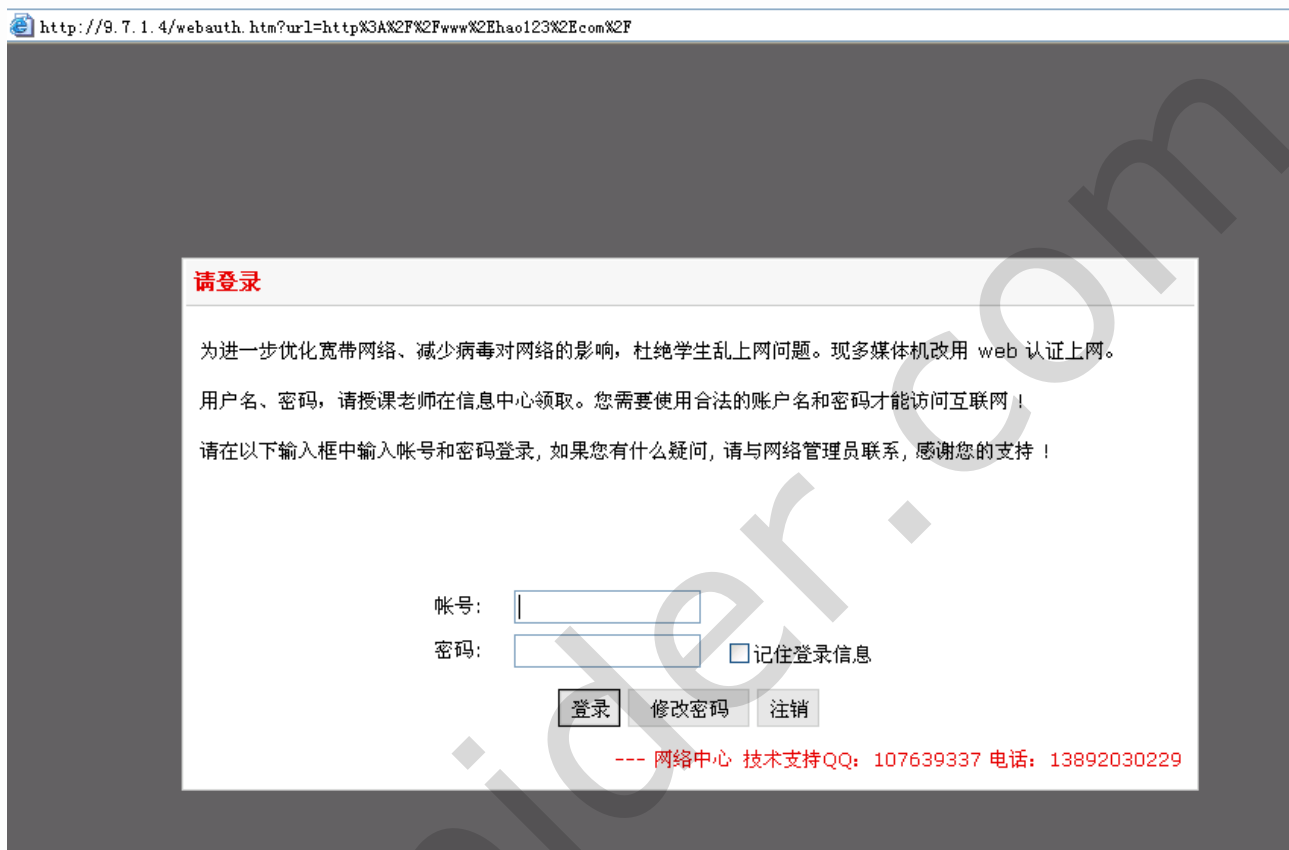 http://9.7.1.4/webauth.htm?url=http%3A%2F%2Fwww%2Ehao123%2Ecom%2F
请登录
为进一步优化宽带网络、减少病毒对网络的影响，杜绝学生乱上网问题。现多媒体机改用 web 认证上网。
用户名、密码，请授课老师在信息中心领取。您需要使用合法的账户名和密码才能访问互联网！
请在以下输入框中输入帐号和密码登录, 如果您有什么疑问, 请与网络管理员联系, 感谢您的支持！
帐号:
密码: 记住登录信息
登录 修改密码 注销
--- 网络中心 技术支持QQ：107639337 电话：13892030229
ider.com